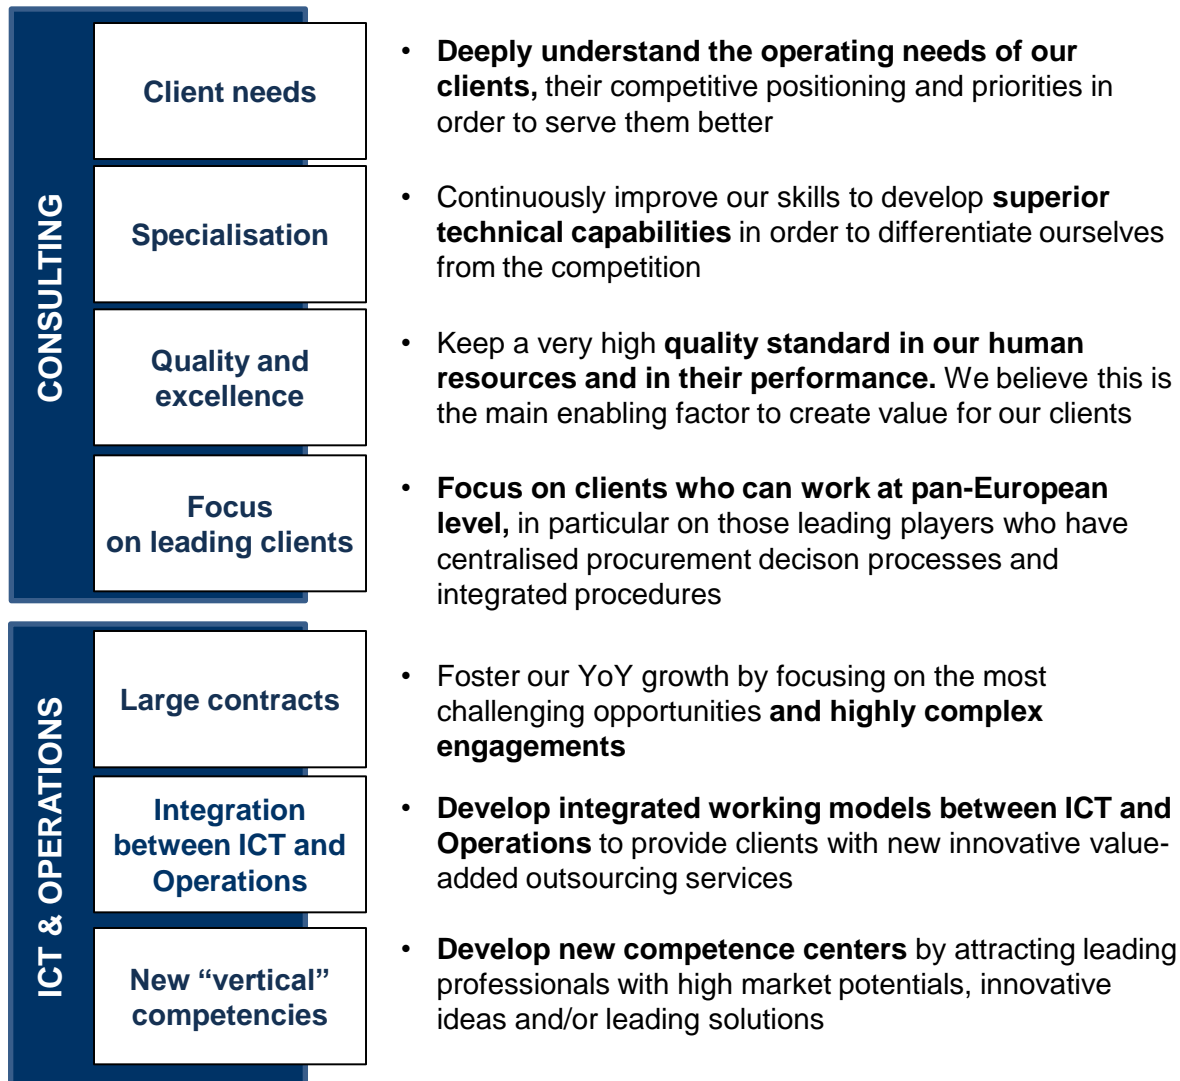 CONSULTING
Client needs
• Deeply understand the operating needs of our
clients, their competitive positioning and priorities in
order to serve them better
Specialisation
• Continuously improve our skills to develop superior
technical capabilities in order to differentiate ourselves
from the competition
Quality and
excellence
• Keep a very high quality standard in our human
resources and in their performance. We believe this is
the main enabling factor to create value for our clients
Focus
on leading clients
• Focus on clients who can work at pan-European
level, in particular on those leading players who have
centralised procurement decison processes and
integrated procedures
ICT & OPERATIONS
Large contracts
• Foster our YoY growth by focusing on the most
challenging opportunities and highly complex
engagements
Integration
between ICT and
Operations
• Develop integrated working models between ICT and
Operations to provide clients with new innovative value-
added outsourcing services
New “vertical”
competencies
• Develop new competence centers by attracting leading
professionals with high market potentials, innovative
ideas and/or leading solutions